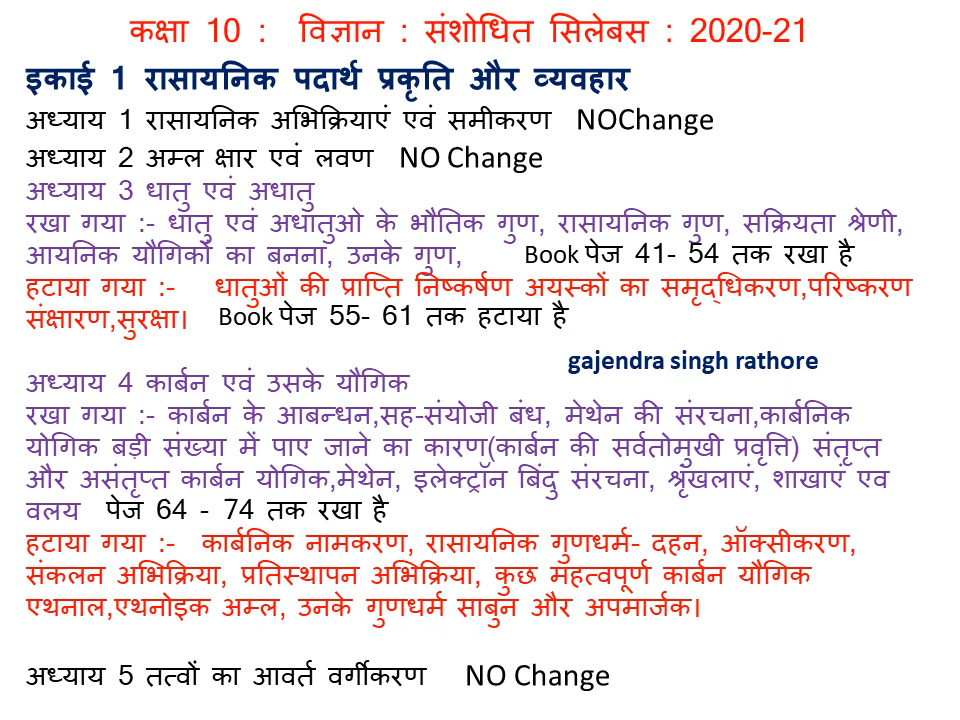 कक्षा 10 : विज्ञान : संशोधित सिलेबस : 2020-21
इकाई 1 रासायनिक पदार्थ प्रकृति और व्यवहार
अध्याय 1 रासायनिक अभिक्रियाएं एवं समीकरण NOChange
अध्याय 2 अम्ल क्षार एवं लवण NO Change
अध्याय 3 धातु एवं अधातु
रखा गया :- धातु एवं अधातुओ के भौतिक गुण, रासायनिक गुण, सक्रियता श्रेणी,
आयनिक यौगिकों का बनना, उनके गुण, Book पेज 41- 54 तक रखा है
हटाया गया :- धातुओं की प्राप्ति निष्कर्षण अयस्कों का समृद्धिकरण,परिष्करण
संक्षारण,सुरक्षा। Book पेज 55- 61 तक हटाया है
gajendra singh rathore
अध्याय 4 कार्बन एवं उसके यौगिक
रखा गया :- कार्बन के आबन्धन,सह-संयोजी बंध, मेथेन की संरचना,कार्बनिक
योगिक बड़ी संख्या में पाए जाने का कारण(कार्बन की सर्वतोमुखी प्रवृत्ति) संतृप्त
और असंतृप्त कार्बन योगिक,मेथेन, इलेक्ट्रॉन बिंदु संरचना, श्रृंखलाएं, शाखाएं एव
वलय पेज 64 - 74 तक रखा है
हटाया गया :- कार्बनिक नामकरण, रासायनिक गुणधर्म- दहन, ऑक्सीकरण,
संकलन अभिक्रिया, प्रतिस्थापन अभिक्रिया, कुछ महत्वपूर्ण कार्बन यौगिक
एथनाल,एथनोइक अम्ल, उनके गुणधर्म साबुन और अपमार्जक।
अध्याय 5 तत्वों का आवर्त वर्गीकरण NO Change